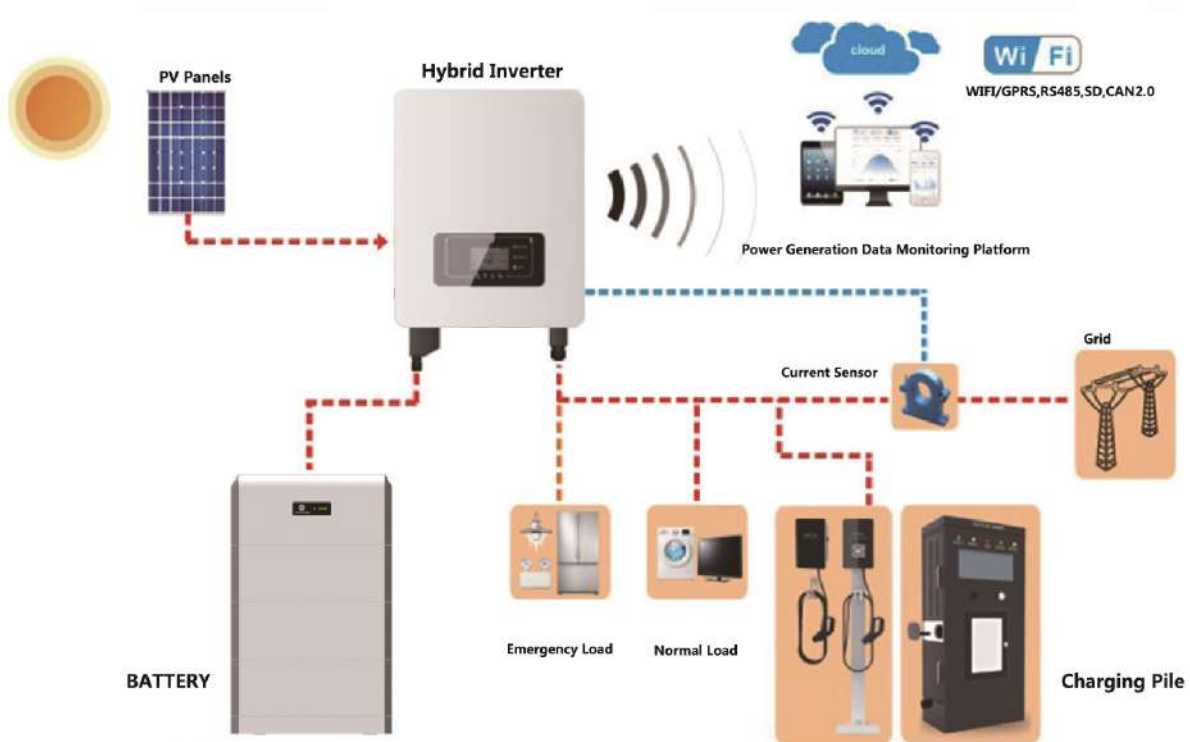 Hybrid Inverter
PV Panels
cloud
Wi Fi
WIFI/GPRS,RS485,SD,CAN2.0
Power Generation Data Monitoring Platform
Grid
Current Sensor
Emergency Load
Normal Load
BATTERY
Charging Pile